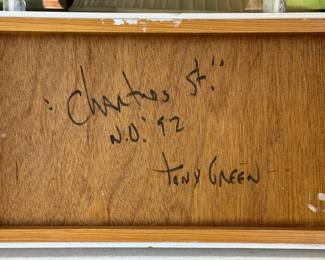 "Chartres St."
N.O. '92
Tony Green